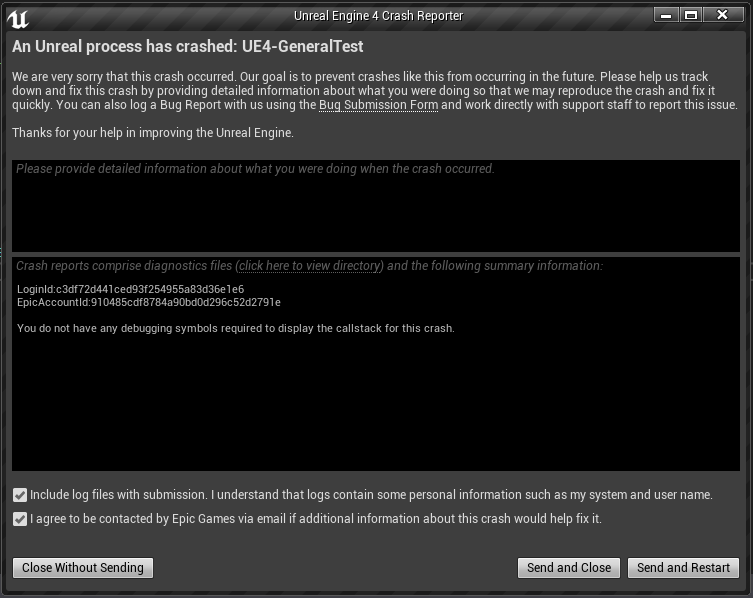 Unreal Engine 4 Crash Reporter
An Unreal process has crashed: UE4-GeneralTest
We are very sorry that this crash occurred. Our goal is to prevent crashes like this from occurring in the future. Please help us track
down and fix this crash by providing detailed information about what you were doing so that we may reproduce the crash and fix it
quickly. You can also log a Bug Report with us using the Bug Submission Form and work directly with support staff to report this issue.
Thanks for your help in improving the Unreal Engine.
Please provide detailed information about what you were doing when the crash occurred.
Crash reports comprise diagnostics files (click here to view directory) and the following summary information:
LoginId:c3df72d441ced93f254955a83d36e1e6
EpicAccountId:910485cdf8784a90bd0d296c52d2791e
You do not have any debugging symbols required to display the callstack for this crash.
Include log files with submission. I understand that logs contain some personal information such as my system and user name.
I agree to be contacted by Epic Games via email if additional information about this crash would help fix it.
Close Without Sending
Send and Close
Send and Restart